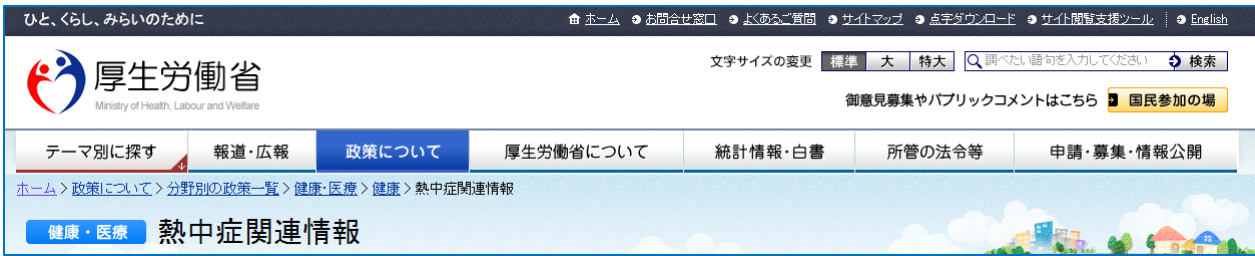 ひと、くらし、みらいのために
ホーム お問合せ窓口 よくあるご質問 サイトマップ 点字ダウンロード サイト閲覧支援ツール English
厚生労働省
Ministry of Health, Labour and Welfare
文字サイズの変更 標準 大 特大 調べたい語句を入力してください 検索
御意見募集やパブリックコメントはこちら 国民参加の場
テーマ別に探す 報道・広報 政策について 厚生労働省について 統計情報・白書 所管の法令等 申請・募集・情報公開
ホーム > 政策について > 分野別の政策一覧 > 健康・医療 > 健康 > 熱中症関連情報
健康・医療 熱中症関連情報